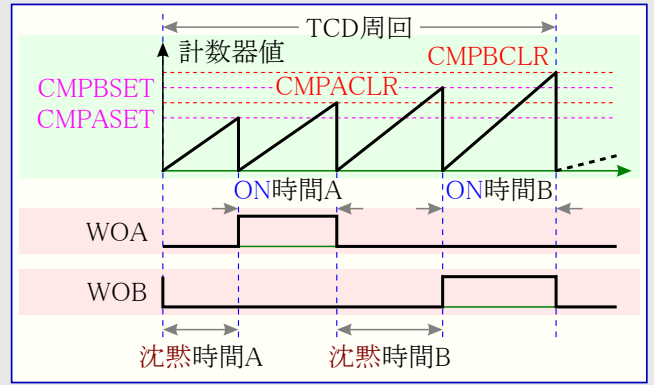 TCD周回
計数器値
CMPBCLR
CMPBSET
CMPACLR
CMPASET
ON時間A
ON時間B
WOA
WOB
沈黙時間A
沈黙時間B